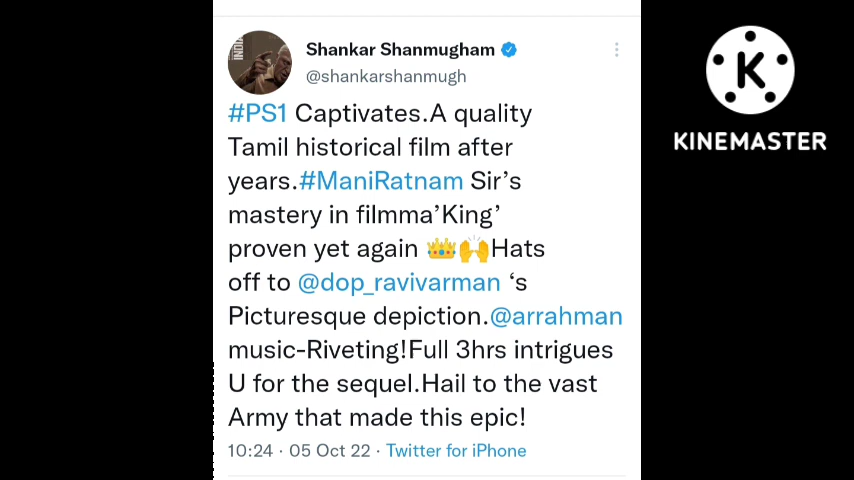 INDIAN
Shankar Shanmugham
@shankarshanmugh
#PS1 Captivates.A quality
Tamil historical film after
years.#ManiRatnam Sir’s
mastery in filmma’King’
proven yet again 👑🙌Hats
off to @dop_ravivarman ‘s
Picturesque depiction.@arrahman
music-Riveting!Full 3hrs intrigues
U for the sequel.Hail to the vast
Army that made this epic!
10:24 · 05 Oct 22 · Twitter for iPhone
K
KINEMASTER